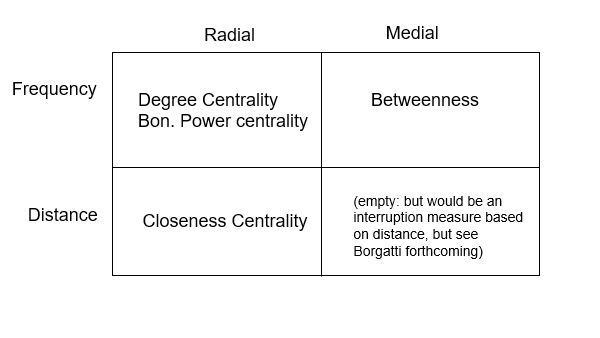 Radial
Medial
Frequency
Degree Centrality
Bon. Power centrality
Betweenness
Distance
Closeness Centrality
(empty: but would be an
interruption measure based
on distance, but see
Borgatti forthcoming)